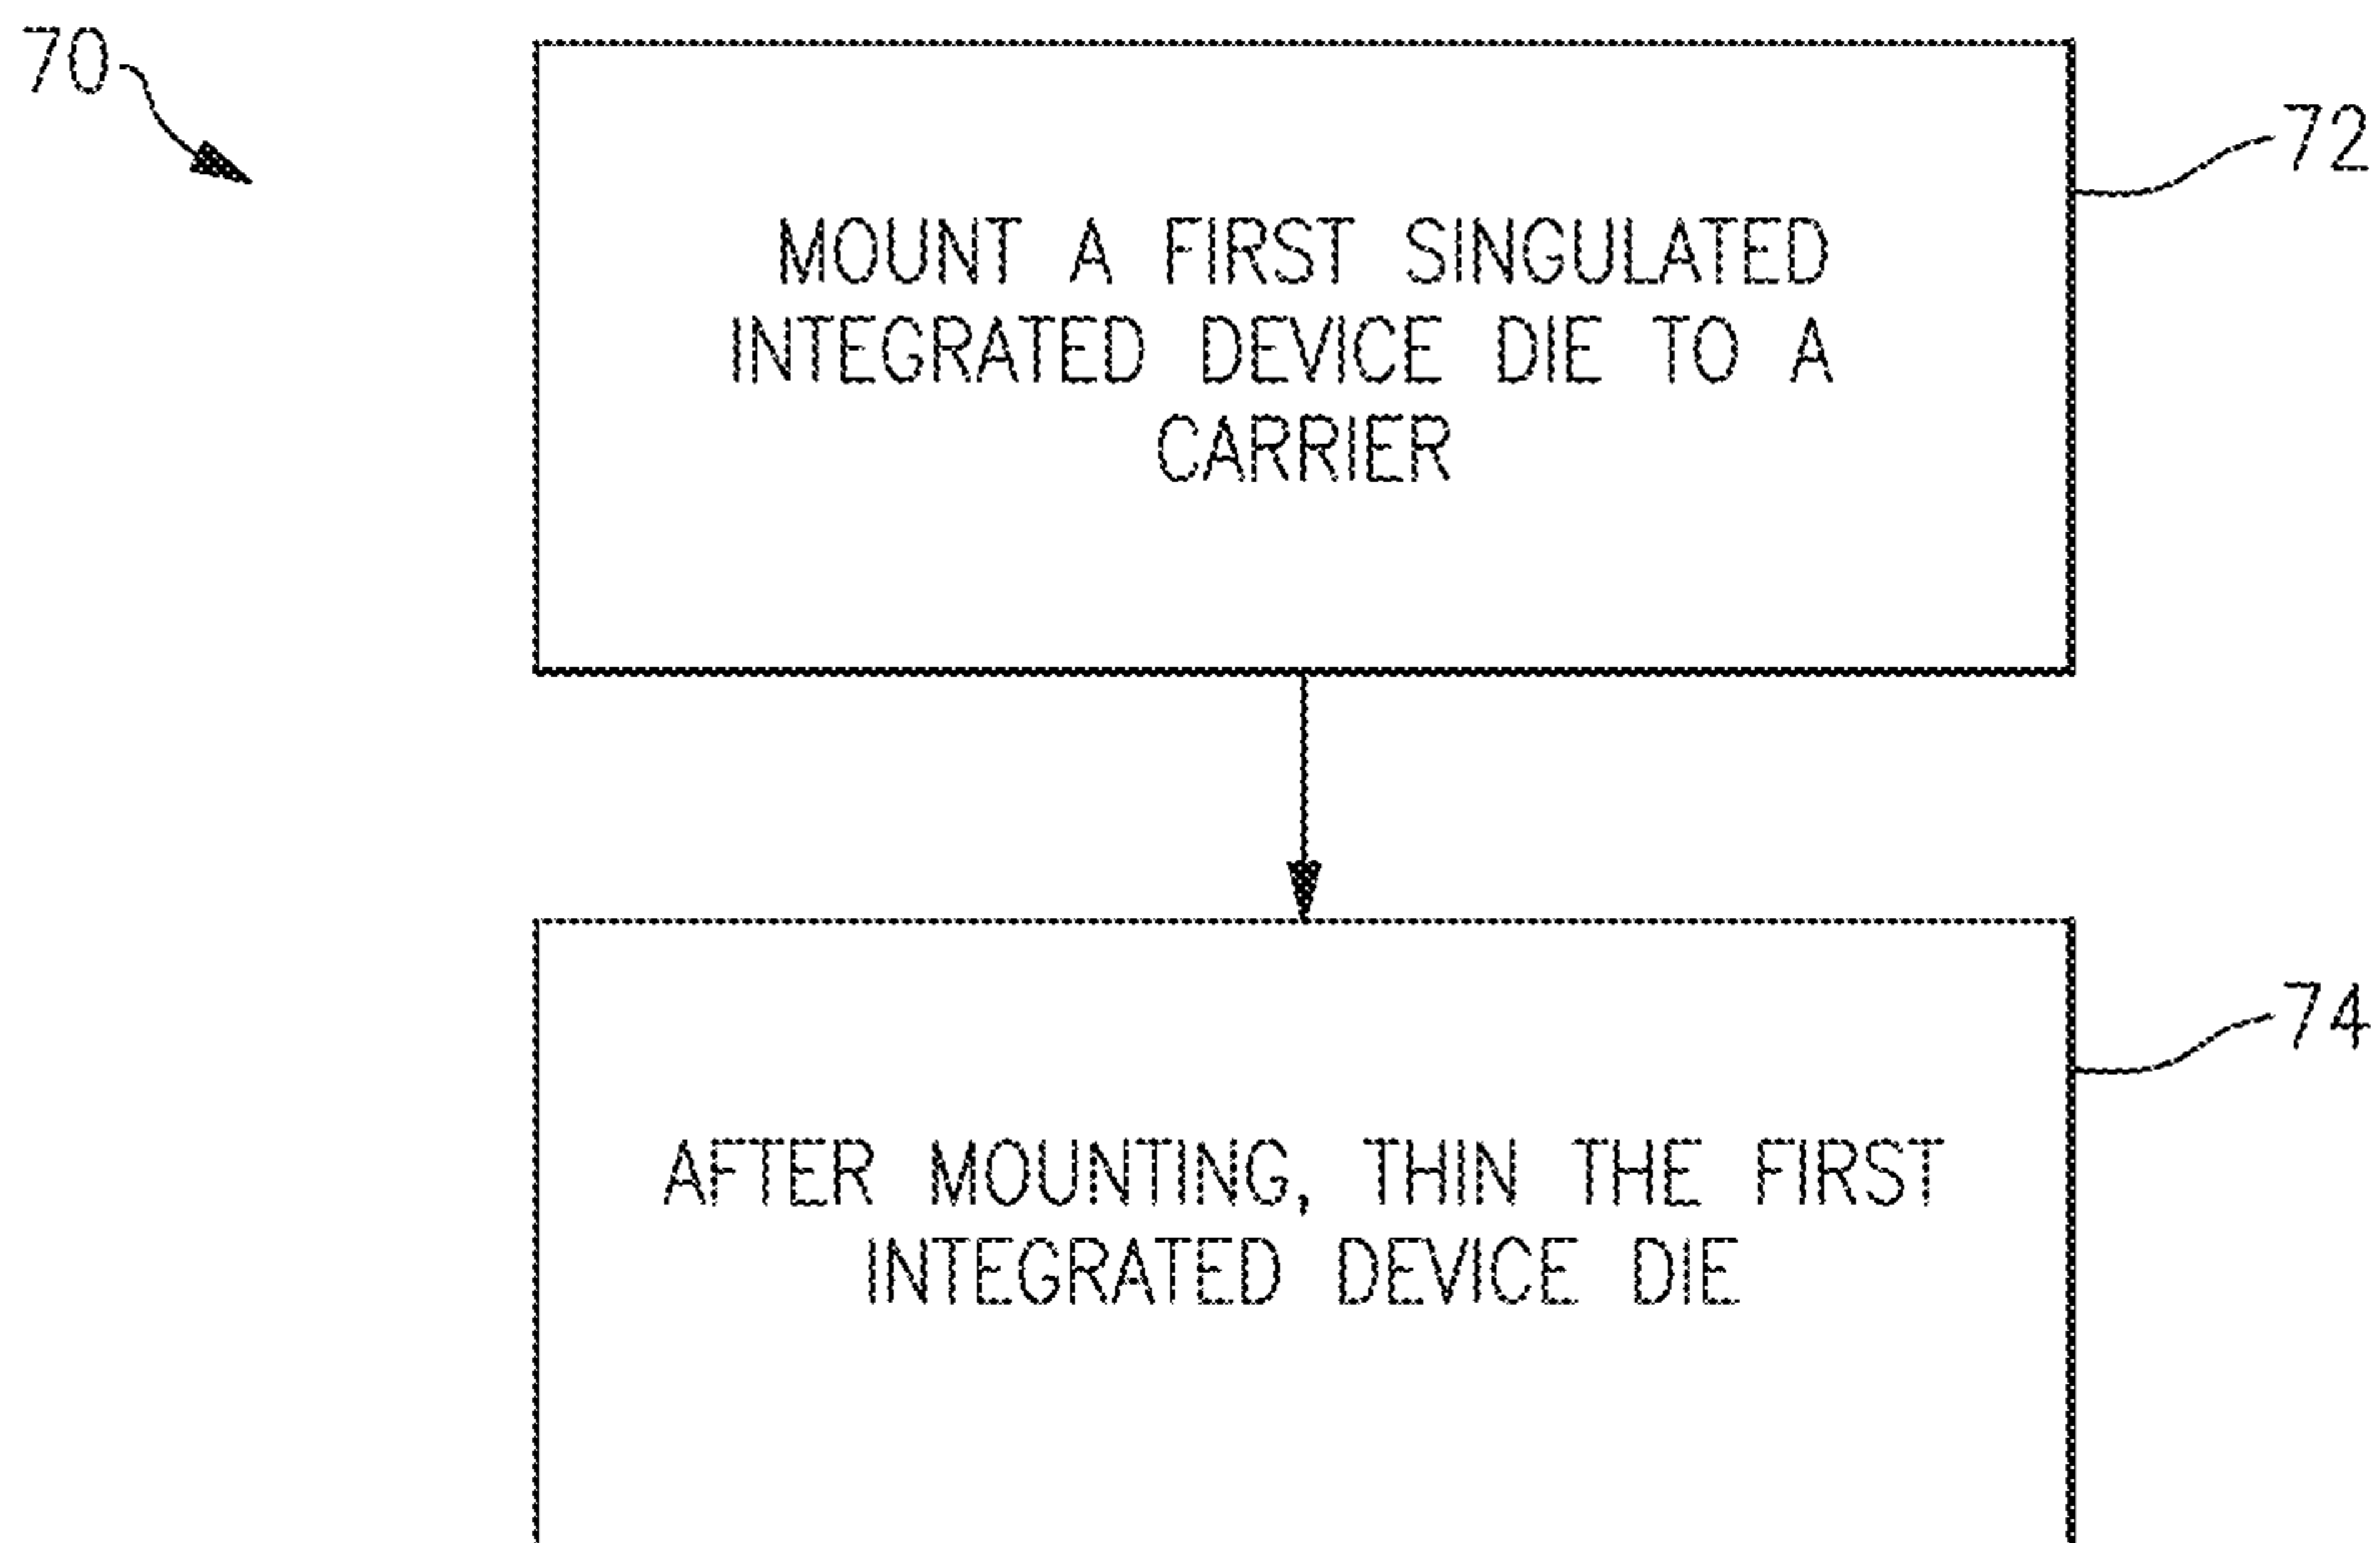 70
72
MOUNT A FIRST SINGULATED
INTEGRATED DEVICE DIE TO A
CARRIER
74
AFTER MOUNTING, THIN THE FIRST
INTEGRATED DEVICE DIE